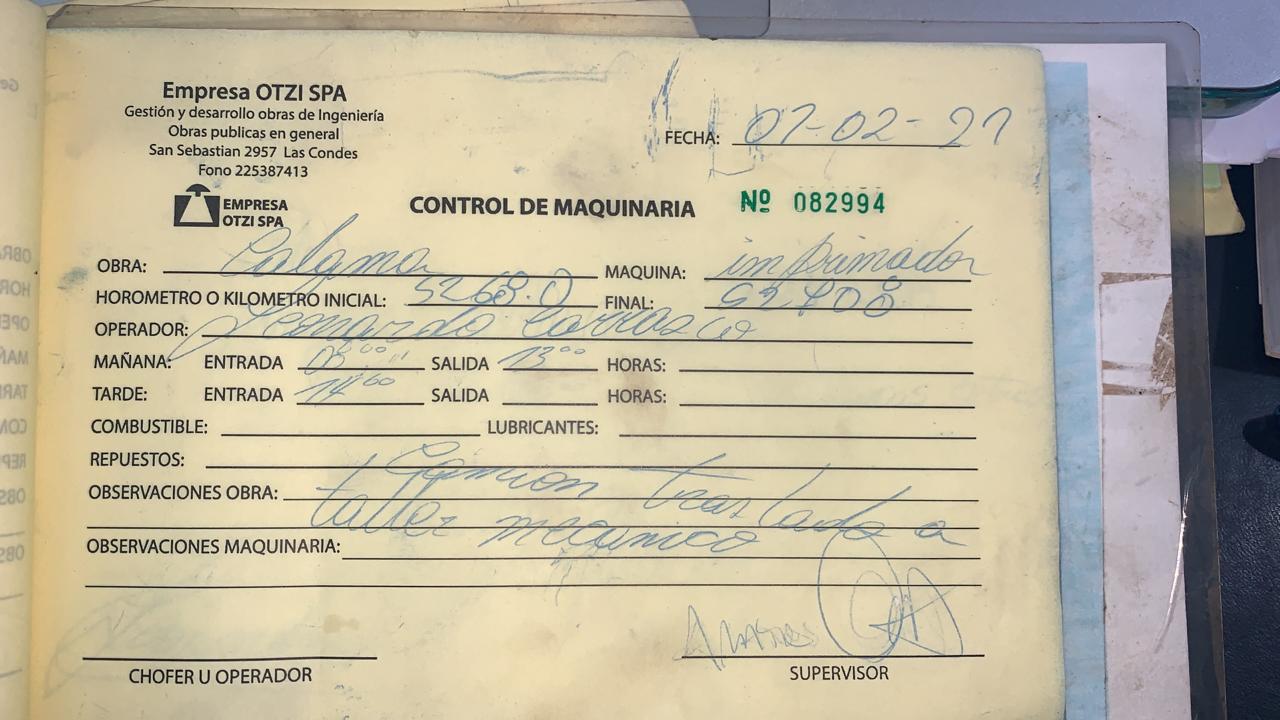 Empresa OTZI SPA
Gestión y desarrollo obras de Ingeniería
Obras publicas en general
San Sebastian 2957 Las Condes
Fono 225387413
EMPRESA
OTZI SPA
FECHA: 07-02-21
CONTROL DE MAQUINARIA Nº 082994
OBRA: Calama MAQUINA: imprimador
HOROMETRO O KILOMETRO INICIAL: 5268.0 FINAL:
OPERADOR: Leonardo Carrasco
MAÑANA: ENTRADA 08 00 SALIDA 13 00 HORAS:
TARDE: ENTRADA 14 00 SALIDA HORAS:
COMBUSTIBLE: LUBRICANTES:
REPUESTOS:
OBSERVACIONES OBRA: Camion traslado a
taller mecanico
OBSERVACIONES MAQUINARIA:
CHOFER U OPERADOR
SUPERVISOR